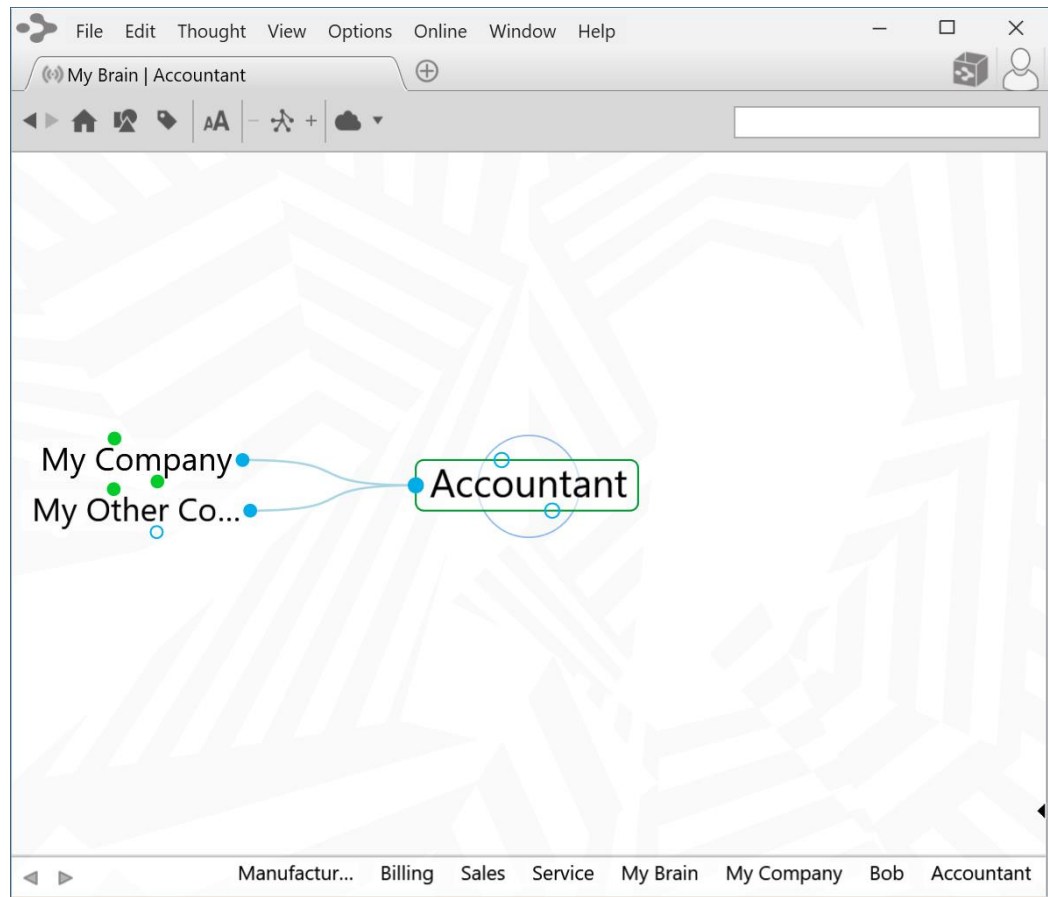 File Edit Thought View Options Online Window Help
My Brain | Accountant
AA
My Company
Accountant
My Other Co...
Manufactur... Billing Sales Service My Brain My Company Bob Accountant